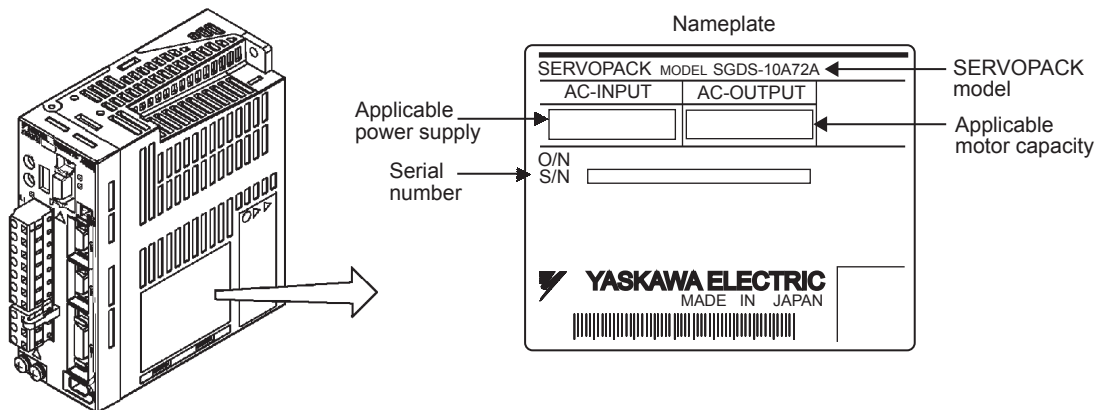 Nameplate
SERVOPACK MODEL SGDS-10A72A
SERVOPACK
model
AC-INPUT AC-OUTPUT
Applicable
power supply
Applicable
motor capacity
O/N
S/N
Serial
number
YASKAWA ELECTRIC
MADE IN JAPAN